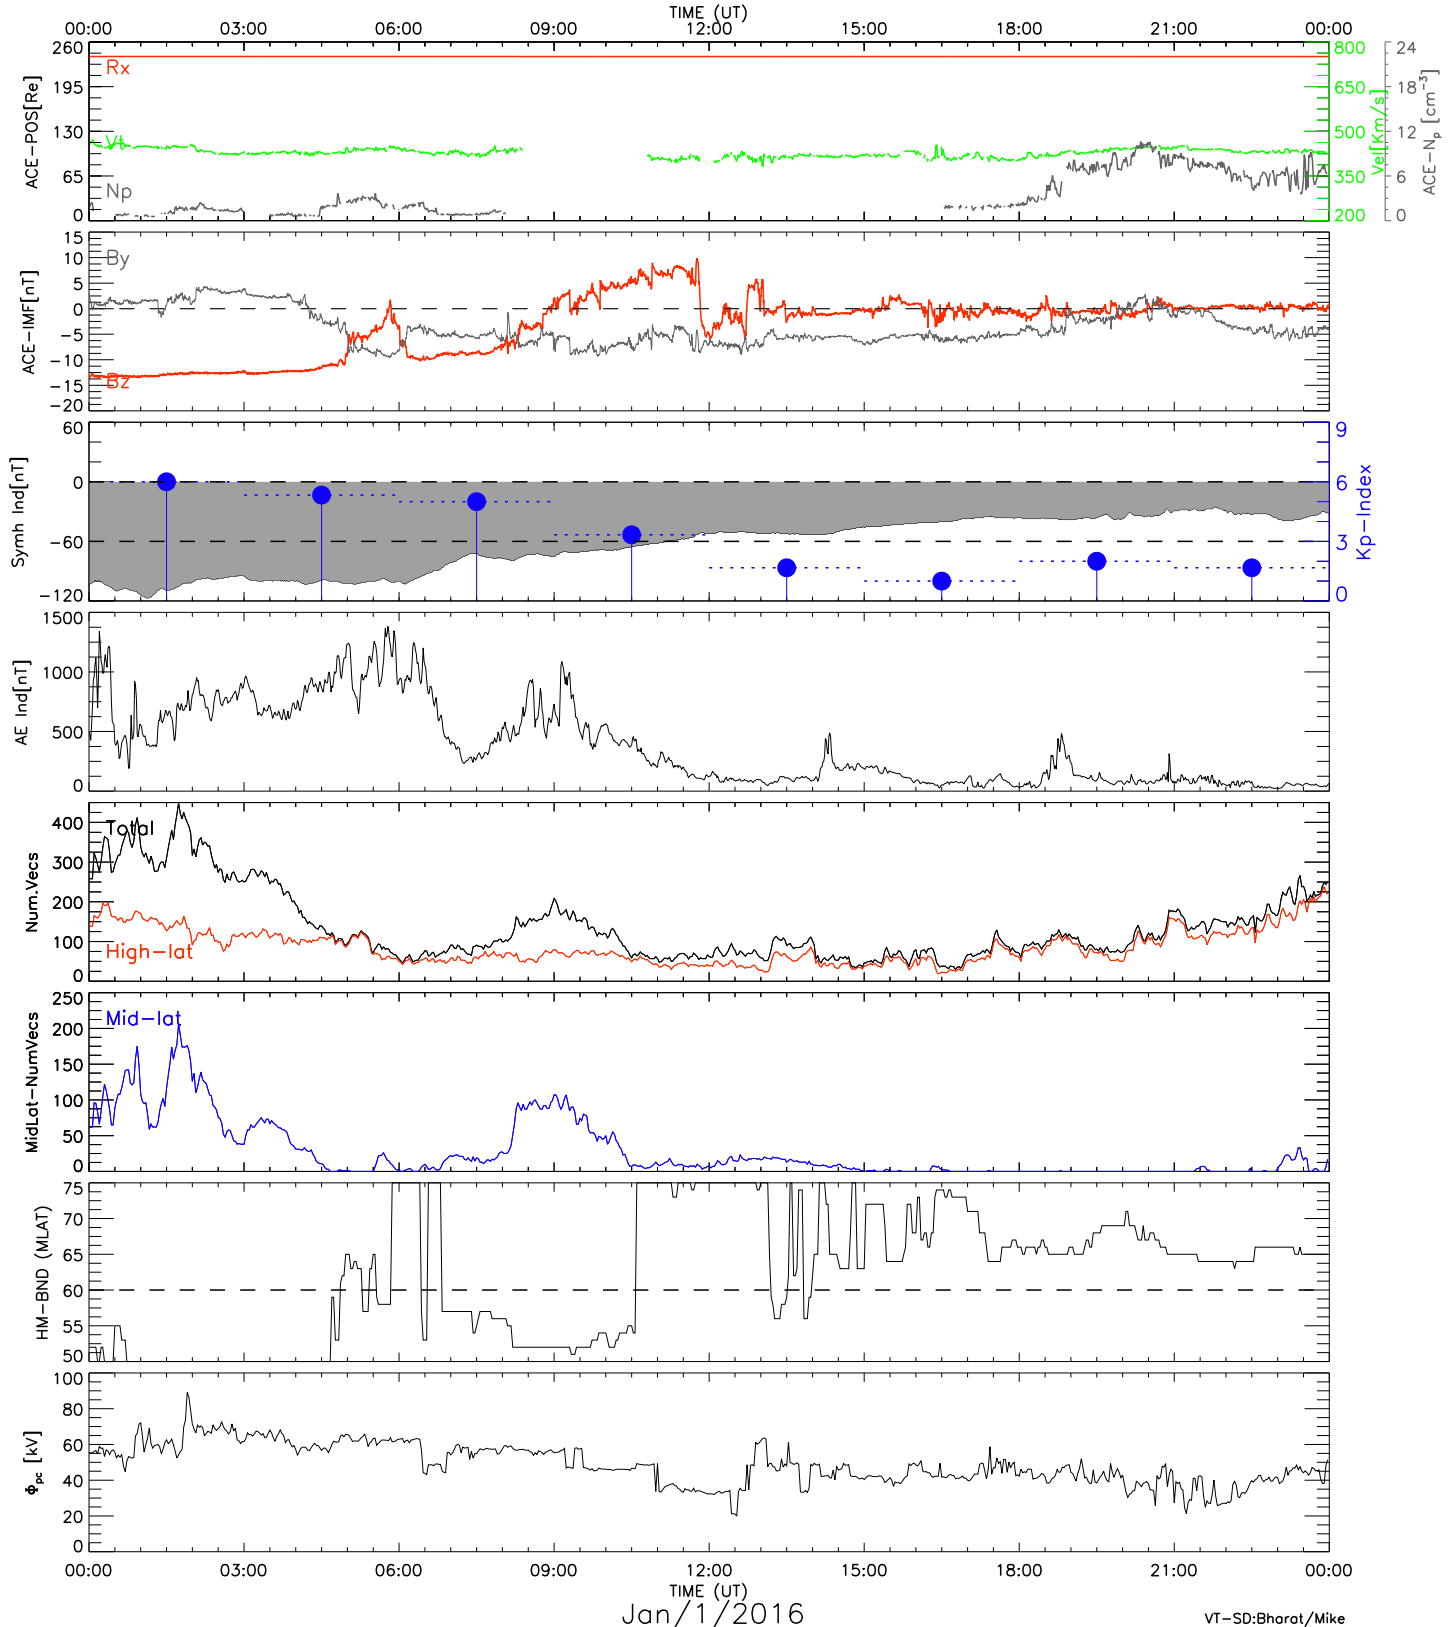 TIME (UT)
00:00 03:00 06:00 09:00 12:00 15:00 18:00 21:00 00:00
ACE-POS[Re]
260
195
130
65
0
Rx
Vt
Np
800
650
500
350
200
Vel[Km/s]
24
18
12
6
0
ACE-Np [cm-3]
ACE-IMF[nT]
15
10
5
0
-5
-10
-15
-20
By
Bz
Symh Ind[nT]
60
0
-60
-120
9
6
3
0
Kp-Index
AE Ind[nT]
1500
1000
500
0
Num.Vecs
400
300
200
100
0
Total
High-lat
MidLat-NumVecs
250
200
150
100
50
0
Mid-lat
HM-BND (MLAT)
75
70
65
60
55
50
Φpc [kV]
100
80
60
40
20
0
00:00 03:00 06:00 09:00 12:00 15:00 18:00 21:00 00:00
TIME (UT)
Jan/1/2016
VT-SD:Bharat/Mike